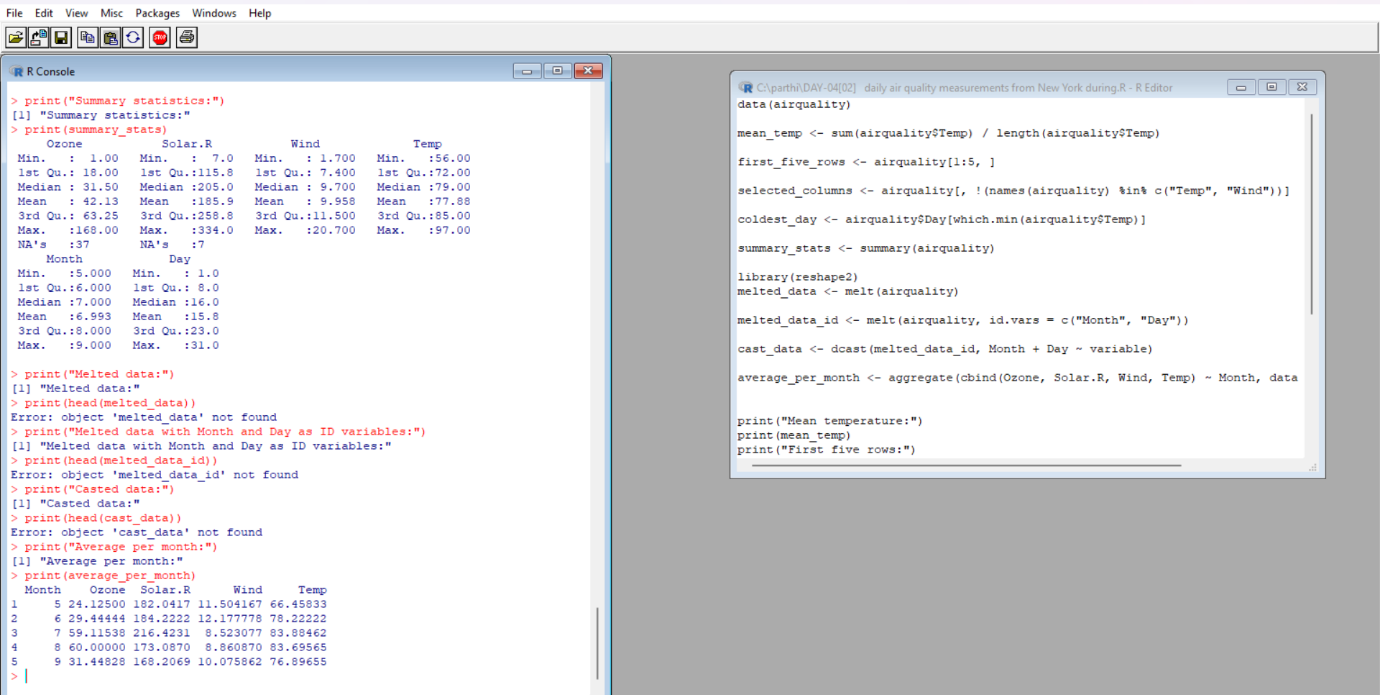 File Edit View Misc Packages Windows Help
STOP
R Console
> print("Summary statistics:")
[1] "Summary statistics:"
> print(summary_stats)
     Ozone           Solar.R           Wind             Temp      
 Min.   :  1.00   Min.   :  7.0   Min.   : 1.700   Min.   :56.00  
 1st Qu.: 18.00   1st Qu.:115.8   1st Qu.: 7.400   1st Qu.:72.00  
 Median : 31.50   Median :205.0   Median : 9.700   Median :79.00  
 Mean   : 42.13   Mean   :185.9   Mean   : 9.958   Mean   :77.88  
 3rd Qu.: 63.25   3rd Qu.:258.8   3rd Qu.:11.500   3rd Qu.:85.00  
 Max.   :168.00   Max.   :334.0   Max.   :20.700   Max.   :97.00  
 NA's   :37       NA's   :7
     Month            Day
 Min.   :5.000   Min.   : 1.0
 1st Qu.:6.000   1st Qu.: 8.0
 Median :7.000   Median :16.0
 Mean   :6.993   Mean   :15.8
 3rd Qu.:8.000   3rd Qu.:23.0
 Max.   :9.000   Max.   :31.0
> print("Melted data:")
[1] "Melted data:"
> print(head(melted_data))
Error: object 'melted_data' not found
> print("Melted data with Month and Day as ID variables:")
[1] "Melted data with Month and Day as ID variables:"
> print(head(melted_data_id))
Error: object 'melted_data_id' not found
> print("Casted data:")
[1] "Casted data:"
> print(head(cast_data))
Error: object 'cast_data' not found
> print("Average per month:")
[1] "Average per month:"
> print(average_per_month)
  Month    Ozone  Solar.R      Wind     Temp
1     5 24.12500 182.0417 11.504167 66.45833
2     6 29.44444 184.2222 12.177778 78.22222
3     7 59.11538 216.4231  8.523077 83.88462
4     8 60.00000 173.0870  8.860870 83.69565
5     9 31.44828 168.2069 10.075862 76.89655
>
C:\parthi\DAY-04[02] daily air quality measurements from New York during.R - R Editor
data(airquality)
mean_temp <- sum(airquality$Temp) / length(airquality$Temp)
first_five_rows <- airquality[1:5, ]
selected_columns <- airquality[, !(names(airquality) %in% c("Temp", "Wind"))]
coldest_day <- airquality$Day[which.min(airquality$Temp)]
summary_stats <- summary(airquality)
library(reshape2)
melted_data <- melt(airquality)
melted_data_id <- melt(airquality, id.vars = c("Month", "Day"))
cast_data <- dcast(melted_data_id, Month + Day ~ variable)
average_per_month <- aggregate(cbind(Ozone, Solar.R, Wind, Temp) ~ Month, data
print("Mean temperature:")
print(mean_temp)
print("First five rows:")